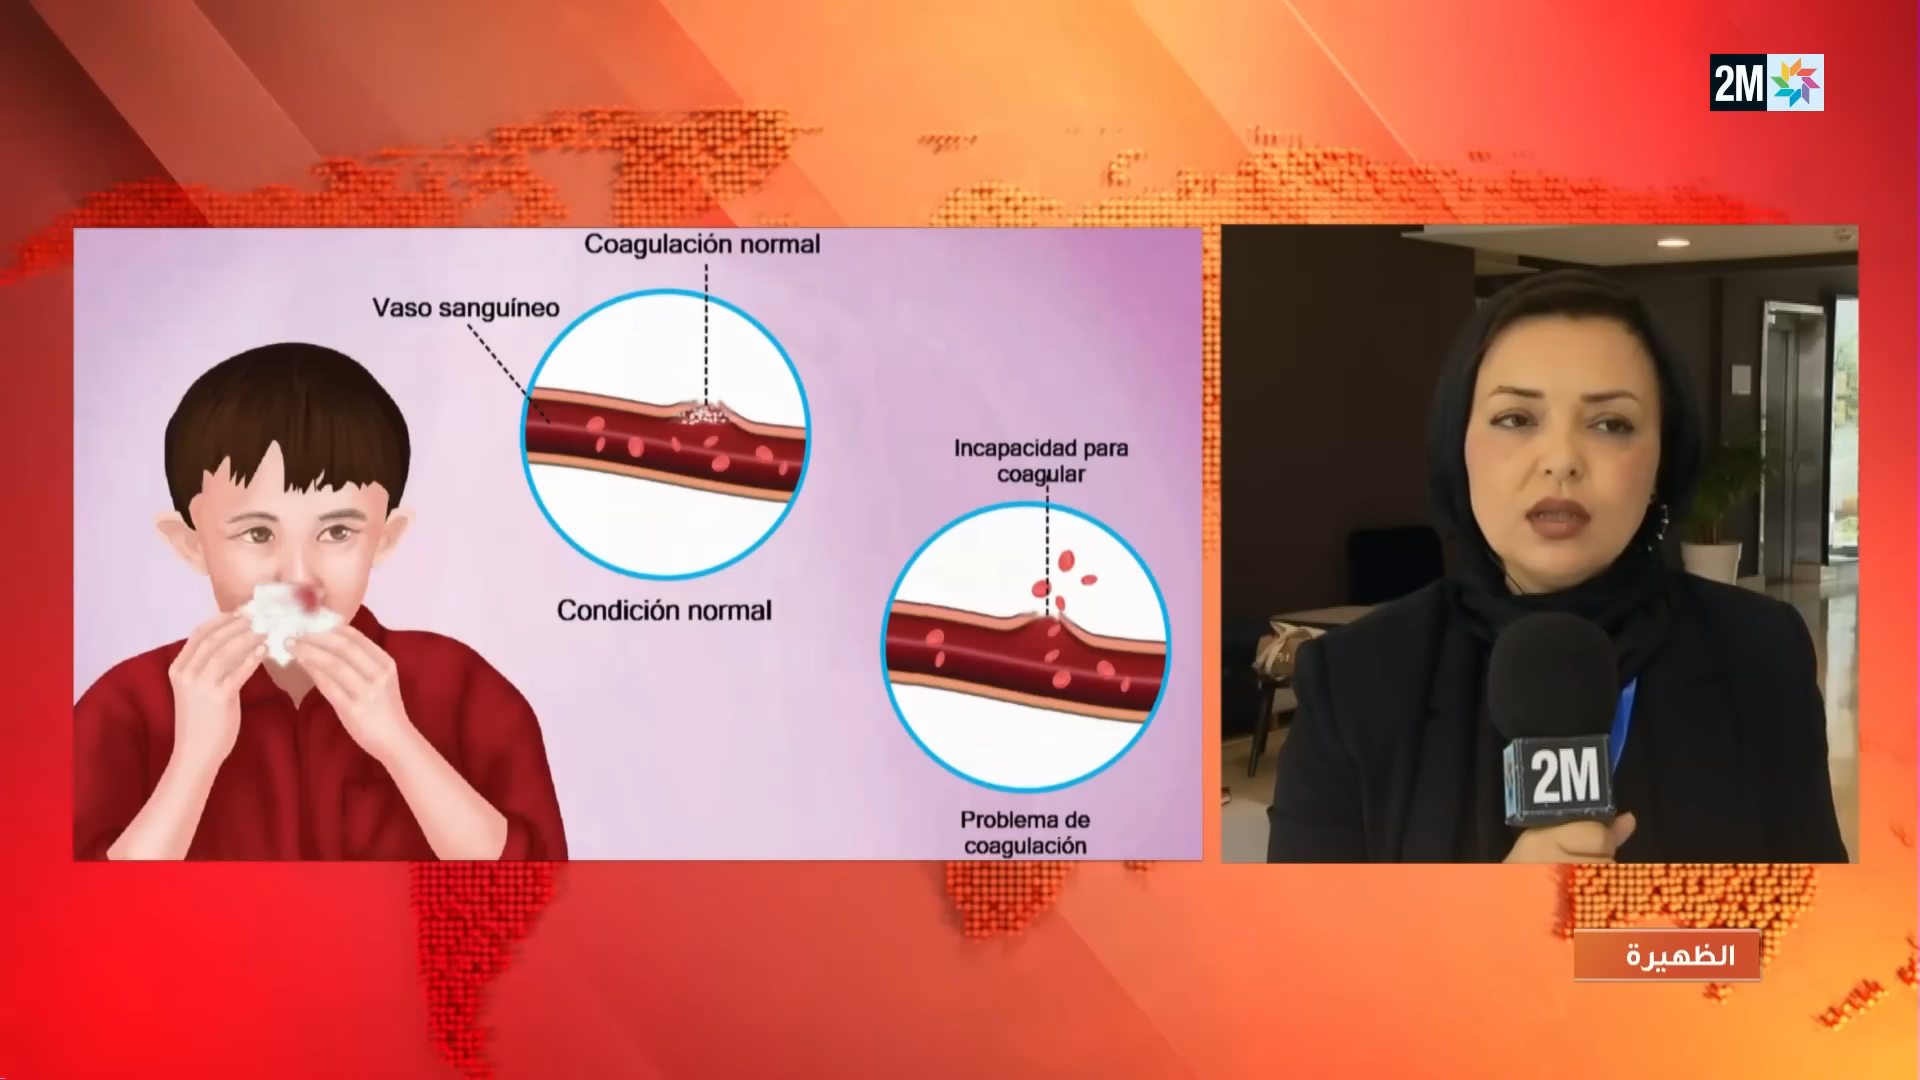 2M
Coagulación normal
Vaso sanguíneo
Condición normal
Incapacidad para
coagular
Problema de
coagulación
2M
الظهيرة